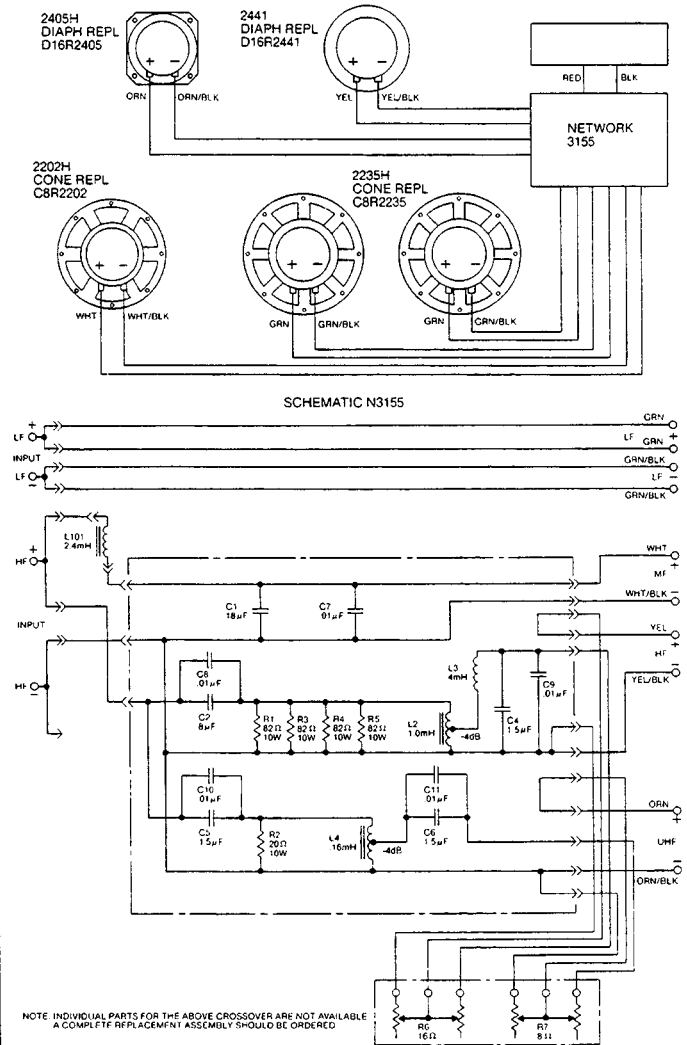 2405H
DIAPH REPL
D16R2405
2441
DIAPH REPL
D16R2441
+ −
+ −
ORN
ORN/BLK
YEL
YEL/BLK
RED
BLK
NETWORK
3155
2202H
CONE REPL
C8R2202
2235H
CONE REPL
C8R2235
+ −
+ −
+ −
WHT
WHT/BLK
GRN
GRN/BLK
GRN
GRN/BLK
SCHEMATIC N3155
+
LF
INPUT
LF
−
GRN
LF +
GRN
GRN/BLK
LF −
GRN/BLK
+
HF
INPUT
HF
−
L101
2.4mH
C1
18µF
C7
.01µF
WHT
+
MF
WHT/BLK −
YEL
+
HF
−
YEL/BLK
C8
.01µF
C2
8µF
R1
82Ω
10W
R3
82Ω
10W
R4
82Ω
10W
R5
82Ω
10W
L2
1.0mH
-4dB
L3
.4mH
C4
1.5µF
C9
.01µF
C10
.01µF
C5
1.5µF
R2
20Ω
10W
L4
.16mH
-4dB
C11
.01µF
C6
1.5µF
ORN
+
UHF
−
ORN/BLK
R6
16Ω
R7
8Ω
NOTE: INDIVIDUAL PARTS FOR THE ABOVE CROSSOVER ARE NOT AVAILABLE
A COMPLETE REPLACEMENT ASSEMBLY SHOULD BE ORDERED